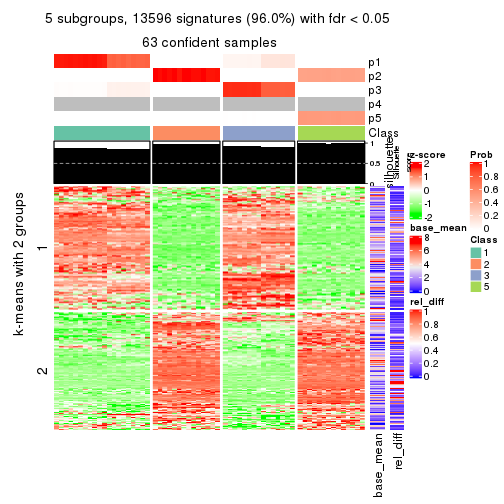 5 subgroups, 13596 signatures (96.0%) with fdr < 0.05
63 confident samples
p1
p2
p3
p4
p5
Class
1
0.5
0
silhouette
Silhouette
k-means with 2 groups
1
2
base_mean
rel_diff
z-score
2
1
0
-1
-2
base_mean
8
6
4
2
0
rel_diff
1
0.8
0.6
0.4
0.2
0
Prob
1
0.8
0.6
0.4
0.2
0
Class
1
2
3
5